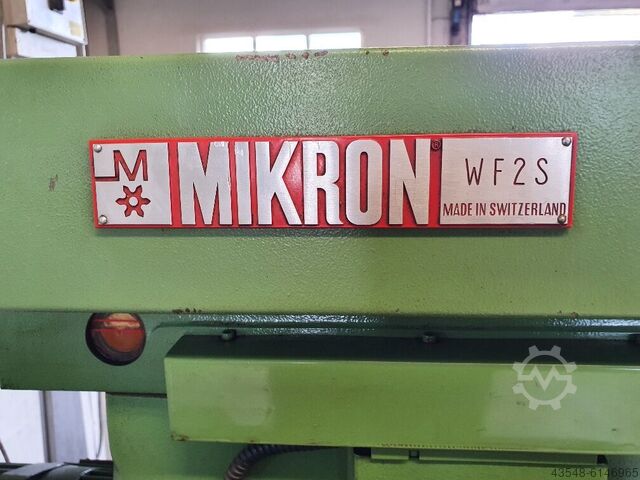 M MIKRON® WF2S
MADE IN SWITZERLAND
43548-6146965